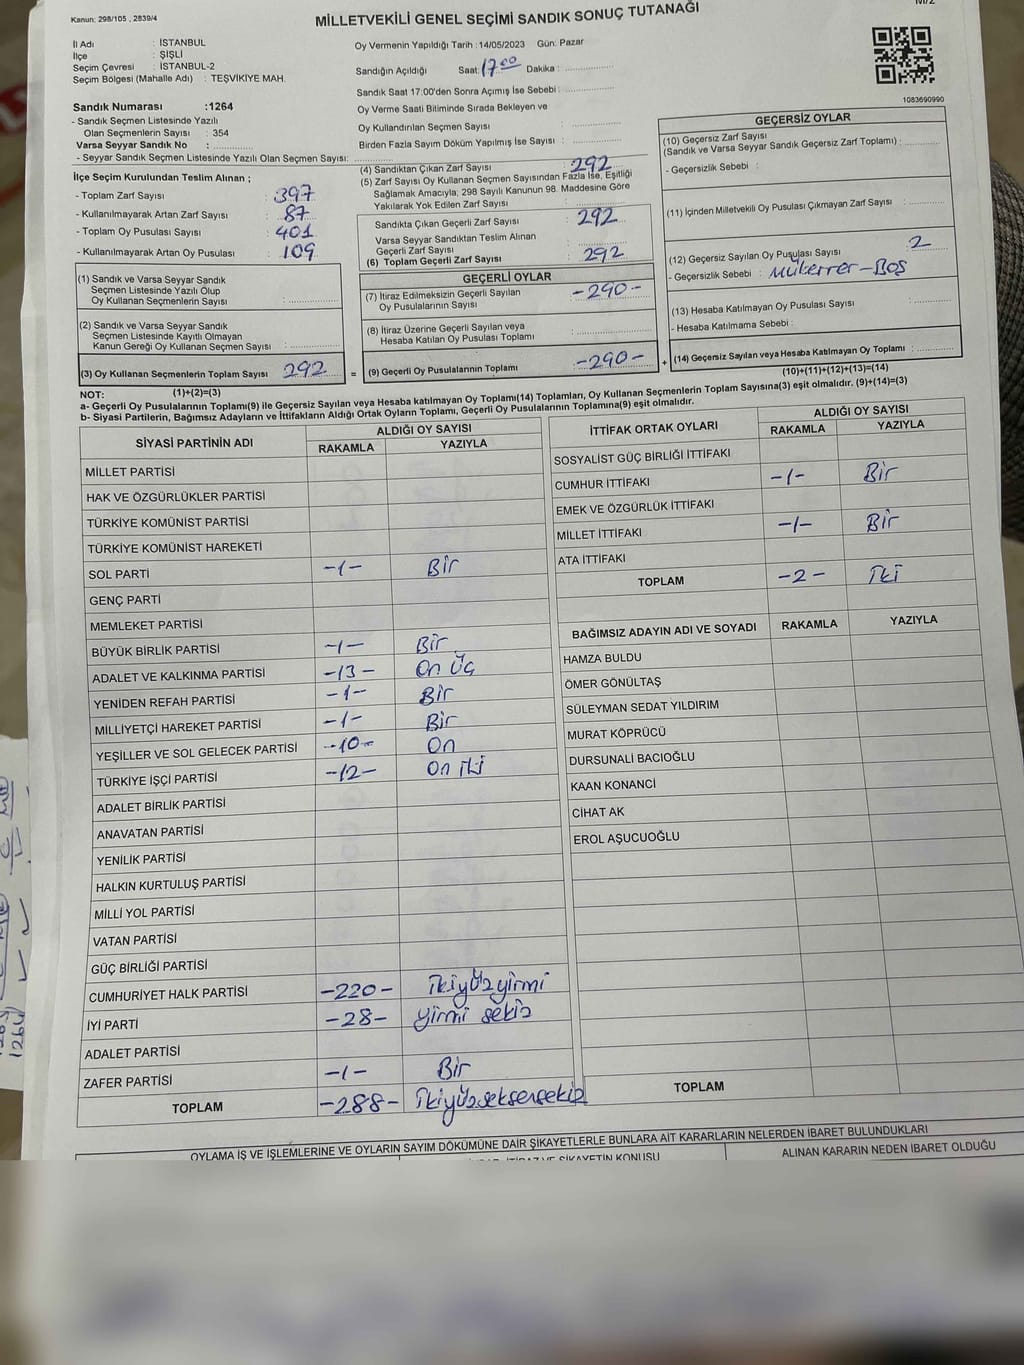 Kanun: 298/105 , 2839/4
MİLLETVEKİLİ GENEL SEÇİMİ SANDIK SONUÇ TUTANAĞI
İl Adı : İSTANBUL
İlçe : ŞİŞLİ
Seçim Çevresi : İSTANBUL-2
Seçim Bölgesi (Mahalle Adı) : TEŞVİKİYE MAH.
Sandık Numarası :1264
- Sandık Seçmen Listesinde Yazılı
Olan Seçmenlerin Sayısı : 354
Varsa Seyyar Sandık No :
- Seyyar Sandık Seçmen Listesinde Yazılı Olan Seçmen Sayısı:
Oy Vermenin Yapıldığı Tarih : 14/05/2023 Gün: Pazar
Sandığın Açıldığı Saat: 17 00 Dakika :
Sandık Saat 17:00'den Sonra Açımış İse Sebebi :
Oy Verme Saati Bitiminde Sırada Bekleyen ve
Oy Kullandırılan Seçmen Sayısı :
Birden Fazla Sayım Döküm Yapılmış İse Sayısı :
1083690990
İlçe Seçim Kurulundan Teslim Alınan ;
- Toplam Zarf Sayısı : 397
- Kullanılmayarak Artan Zarf Sayısı : 87
- Toplam Oy Pusulası Sayısı : 401
- Kullanılmayarak Artan Oy Pusulası : 109
(1) Sandık ve Varsa Seyyar Sandık
Seçmen Listesinde Yazılı Olup
Oy Kullanan Seçmenlerin Sayısı :
(2) Sandık ve Varsa Seyyar Sandık
Seçmen Listesinde Kayıtlı Olmayan
Kanun Gereği Oy Kullanan Seçmen Sayısı :
(3) Oy Kullanan Seçmenlerin Toplam Sayısı 292 =
(1)+(2)=(3)
(4) Sandıktan Çıkan Zarf Sayısı : 292
(5) Zarf Sayısı Oy Kullanan Seçmen Sayısından Fazla İse, Eşitliği
Sağlamak Amacıyla; 298 Sayılı Kanunun 98. Maddesine Göre
Yakılarak Yok Edilen Zarf Sayısı :
Sandıkta Çıkan Geçerli Zarf Sayısı : 292
Varsa Seyyar Sandıktan Teslim Alınan
Geçerli Zarf Sayısı :
(6) Toplam Geçerli Zarf Sayısı : 292
GEÇERLİ OYLAR
(7) İtiraz Edilmeksizin Geçerli Sayılan
Oy Pusulalarının Sayısı : -290-
(8) İtiraz Üzerine Geçerli Sayılan veya
Hesaba Katılan Oy Pusulası Toplamı :
(9) Geçerli Oy Pusulalarının Toplamı : -290- +
GEÇERSİZ OYLAR
(10) Geçersiz Zarf Sayısı
(Sandık ve Varsa Seyyar Sandık Geçersiz Zarf Toplamı) :
- Geçersizlik Sebebi :
(11) İçinden Milletvekili Oy Pusulası Çıkmayan Zarf Sayısı :
(12) Geçersiz Sayılan Oy Pusulası Sayısı : 2
- Geçersizlik Sebebi : Mükerrer-Boş
(13) Hesaba Katılmayan Oy Pusulası Sayısı :
- Hesaba Katılmama Sebebi :
(14) Geçersiz Sayılan veya Hesaba Katılmayan Oy Toplamı :
(10)+(11)+(12)+(13)=(14)
NOT:
a- Geçerli Oy Pusulalarının Toplamı(9) ile Geçersiz Sayılan veya Hesaba katılmayan Oy Toplamı(14) Toplamları, Oy Kullanan Seçmenlerin Toplam Sayısına(3) eşit olmalıdır. (9)+(14)=(3)
b- Siyasi Partilerin, Bağımsız Adayların ve İttifakların Aldığı Ortak Oyların Toplamı, Geçerli Oy Pusulalarının Toplamına(9) eşit olmalıdır.
SİYASİ PARTİNİN ADI ALDIĞI OY SAYISI
RAKAMLA YAZIYLA
MİLLET PARTİSİ
HAK VE ÖZGÜRLÜKLER PARTİSİ
TÜRKİYE KOMÜNİST PARTİSİ
TÜRKİYE KOMÜNİST HAREKETİ
SOL PARTİ -1- Bir
GENÇ PARTİ
MEMLEKET PARTİSİ
BÜYÜK BİRLİK PARTİSİ -1- Bir
ADALET VE KALKINMA PARTİSİ -13- On Üç
YENİDEN REFAH PARTİSİ -1- Bir
MİLLİYETÇİ HAREKET PARTİSİ -1- Bir
YEŞİLLER VE SOL GELECEK PARTİSİ -10- On
TÜRKİYE İŞÇİ PARTİSİ -12- On iki
ADALET BİRLİK PARTİSİ
ANAVATAN PARTİSİ
YENİLİK PARTİSİ
HALKIN KURTULUŞ PARTİSİ
MİLLİ YOL PARTİSİ
VATAN PARTİSİ
GÜÇ BİRLİĞİ PARTİSİ
CUMHURİYET HALK PARTİSİ -220- ikiyüzyirmi
İYİ PARTİ -28- yirmi sekiz
ADALET PARTİSİ
ZAFER PARTİSİ -1- Bir
TOPLAM -288- ikiyüzseksensekiz
İTTİFAK ORTAK OYLARI ALDIĞI OY SAYISI
RAKAMLA YAZIYLA
SOSYALİST GÜÇ BİRLİĞİ İTTİFAKI
CUMHUR İTTİFAKI -1- Bir
EMEK VE ÖZGÜRLÜK İTTİFAKI
MİLLET İTTİFAKI -1- Bir
ATA İTTİFAKI
TOPLAM -2- iki
BAĞIMSIZ ADAYIN ADI VE SOYADI RAKAMLA YAZIYLA
HAMZA BULDU
ÖMER GÖNÜLTAŞ
SÜLEYMAN SEDAT YILDIRIM
MURAT KÖPRÜCÜ
DURSUNALİ BACIOĞLU
KAAN KONANCİ
CİHAT AK
EROL AŞUCUOĞLU
TOPLAM
OYLAMA İŞ VE İŞLEMLERİNE VE OYLARIN SAYIM DÖKÜMÜNE DAİR ŞİKAYETLERLE BUNLARA AİT KARARLARIN NELERDEN İBARET BULUNDUKLARI
ALINAN KARARIN NEDEN İBARET OLDUĞU
1264